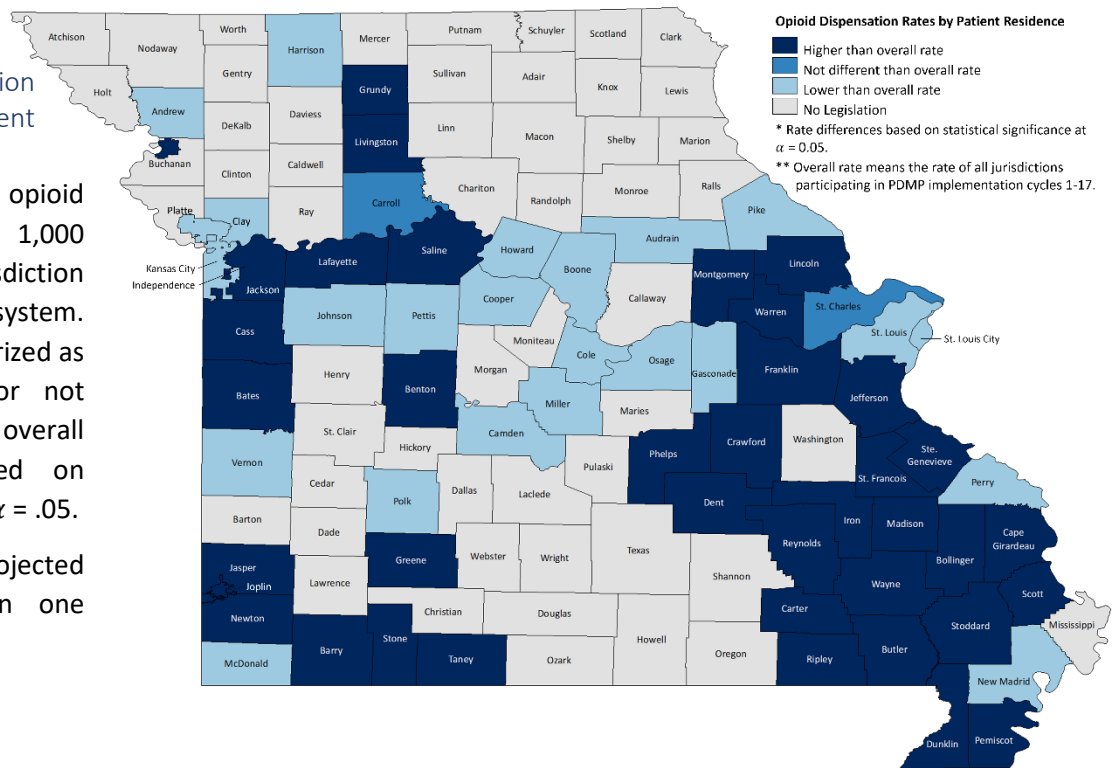 tion
ent
opioid
1,000
sdiction
system.
rized as
or not
overall
ed on
α = .05.
ojected
n one
Opioid Dispensation Rates by Patient Residence
Higher than overall rate
Not different than overall rate
Lower than overall rate
No Legislation
* Rate differences based on statistical significance at
α = 0.05.
** Overall rate means the rate of all jurisdictions
participating in PDMP implementation cycles 1-17.
Atchison
Nodaway
Worth
Harrison
Mercer
Putnam
Schuyler
Scotland
Clark
Holt
Gentry
Sullivan
Adair
Knox
Lewis
Grundy
Andrew
DeKalb
Daviess
Livingston
Linn
Macon
Shelby
Marion
Buchanan
Clinton
Caldwell
Chariton
Randolph
Monroe
Ralls
Platte
Clay
Ray
Carroll
Pike
Audrain
Howard
Boone
Kansas City
Independence
Jackson
Lafayette
Saline
Callaway
Montgomery
Lincoln
Cooper
Warren
St. Charles
Cass
Johnson
Pettis
Moniteau
Cole
Osage
Gasconade
Franklin
St. Louis
St. Louis City
Henry
Benton
Morgan
Miller
Maries
Jefferson
Bates
St. Clair
Hickory
Camden
Pulaski
Phelps
Crawford
Washington
Ste.
Genevieve
St. Francois
Perry
Vernon
Cedar
Polk
Dallas
Laclede
Dent
Iron
Madison
Cape
Girardeau
Barton
Dade
Reynolds
Bollinger
Jasper
Joplin
Greene
Webster
Wright
Texas
Shannon
Wayne
Scott
Lawrence
Newton
Christian
Douglas
Carter
Stoddard
Mississippi
McDonald
Barry
Stone
Taney
Ozark
Howell
Oregon
Ripley
Butler
New Madrid
Dunklin
Pemiscot